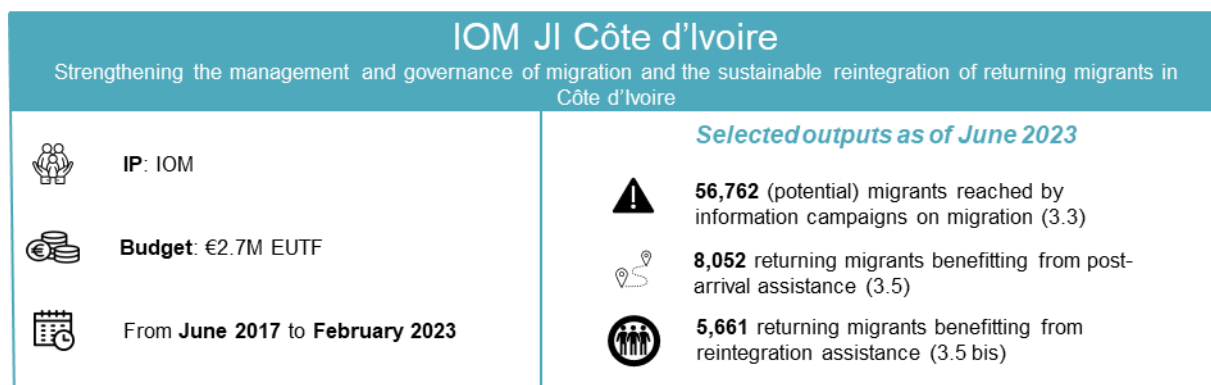 IOM JI Côte d'Ivoire
Strengthening the management and governance of migration and the sustainable reintegration of returning migrants in
Côte d'Ivoire
IP: IOM
Budget: €2.7M EUTF
From June 2017 to February 2023
Selected outputs as of June 2023
56,762 (potential) migrants reached by
information campaigns on migration (3.3)
8,052 returning migrants benefitting from post-
arrival assistance (3.5)
5,661 returning migrants benefitting from
reintegration assistance (3.5 bis)